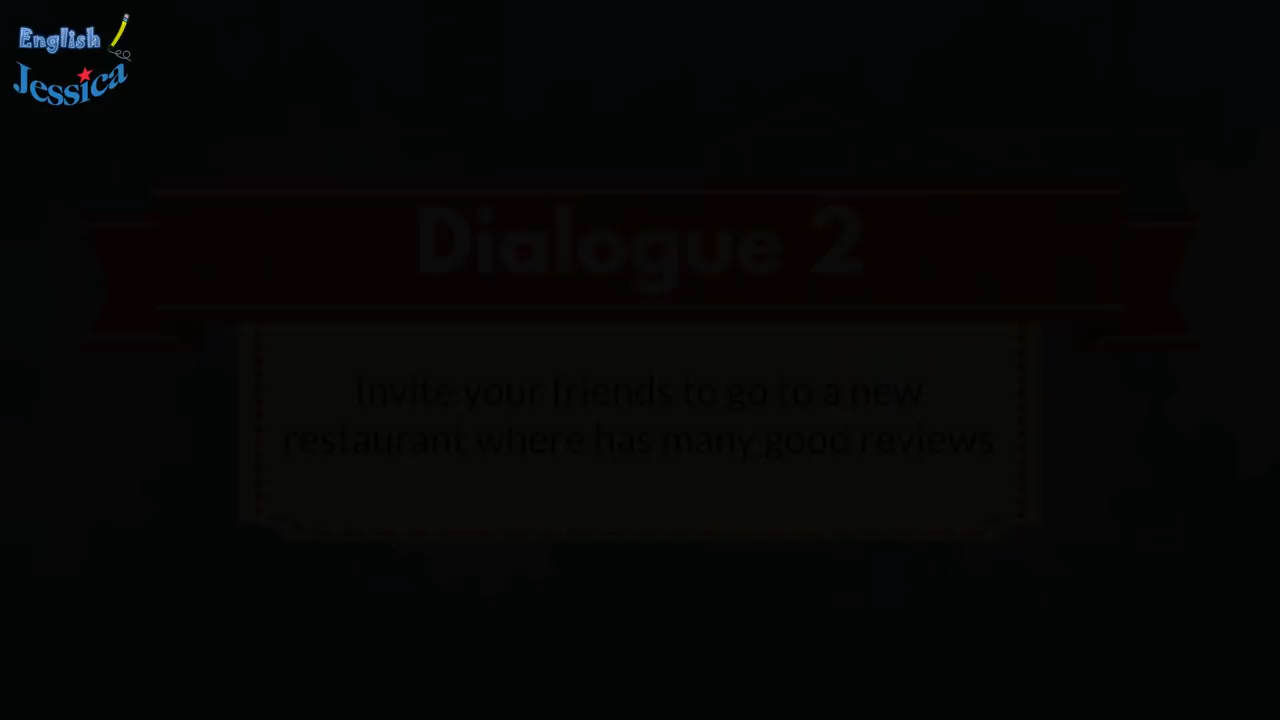 English
Jessica
Dialogue 2
Invite your friends to go to a new
restaurant where has many good reviews